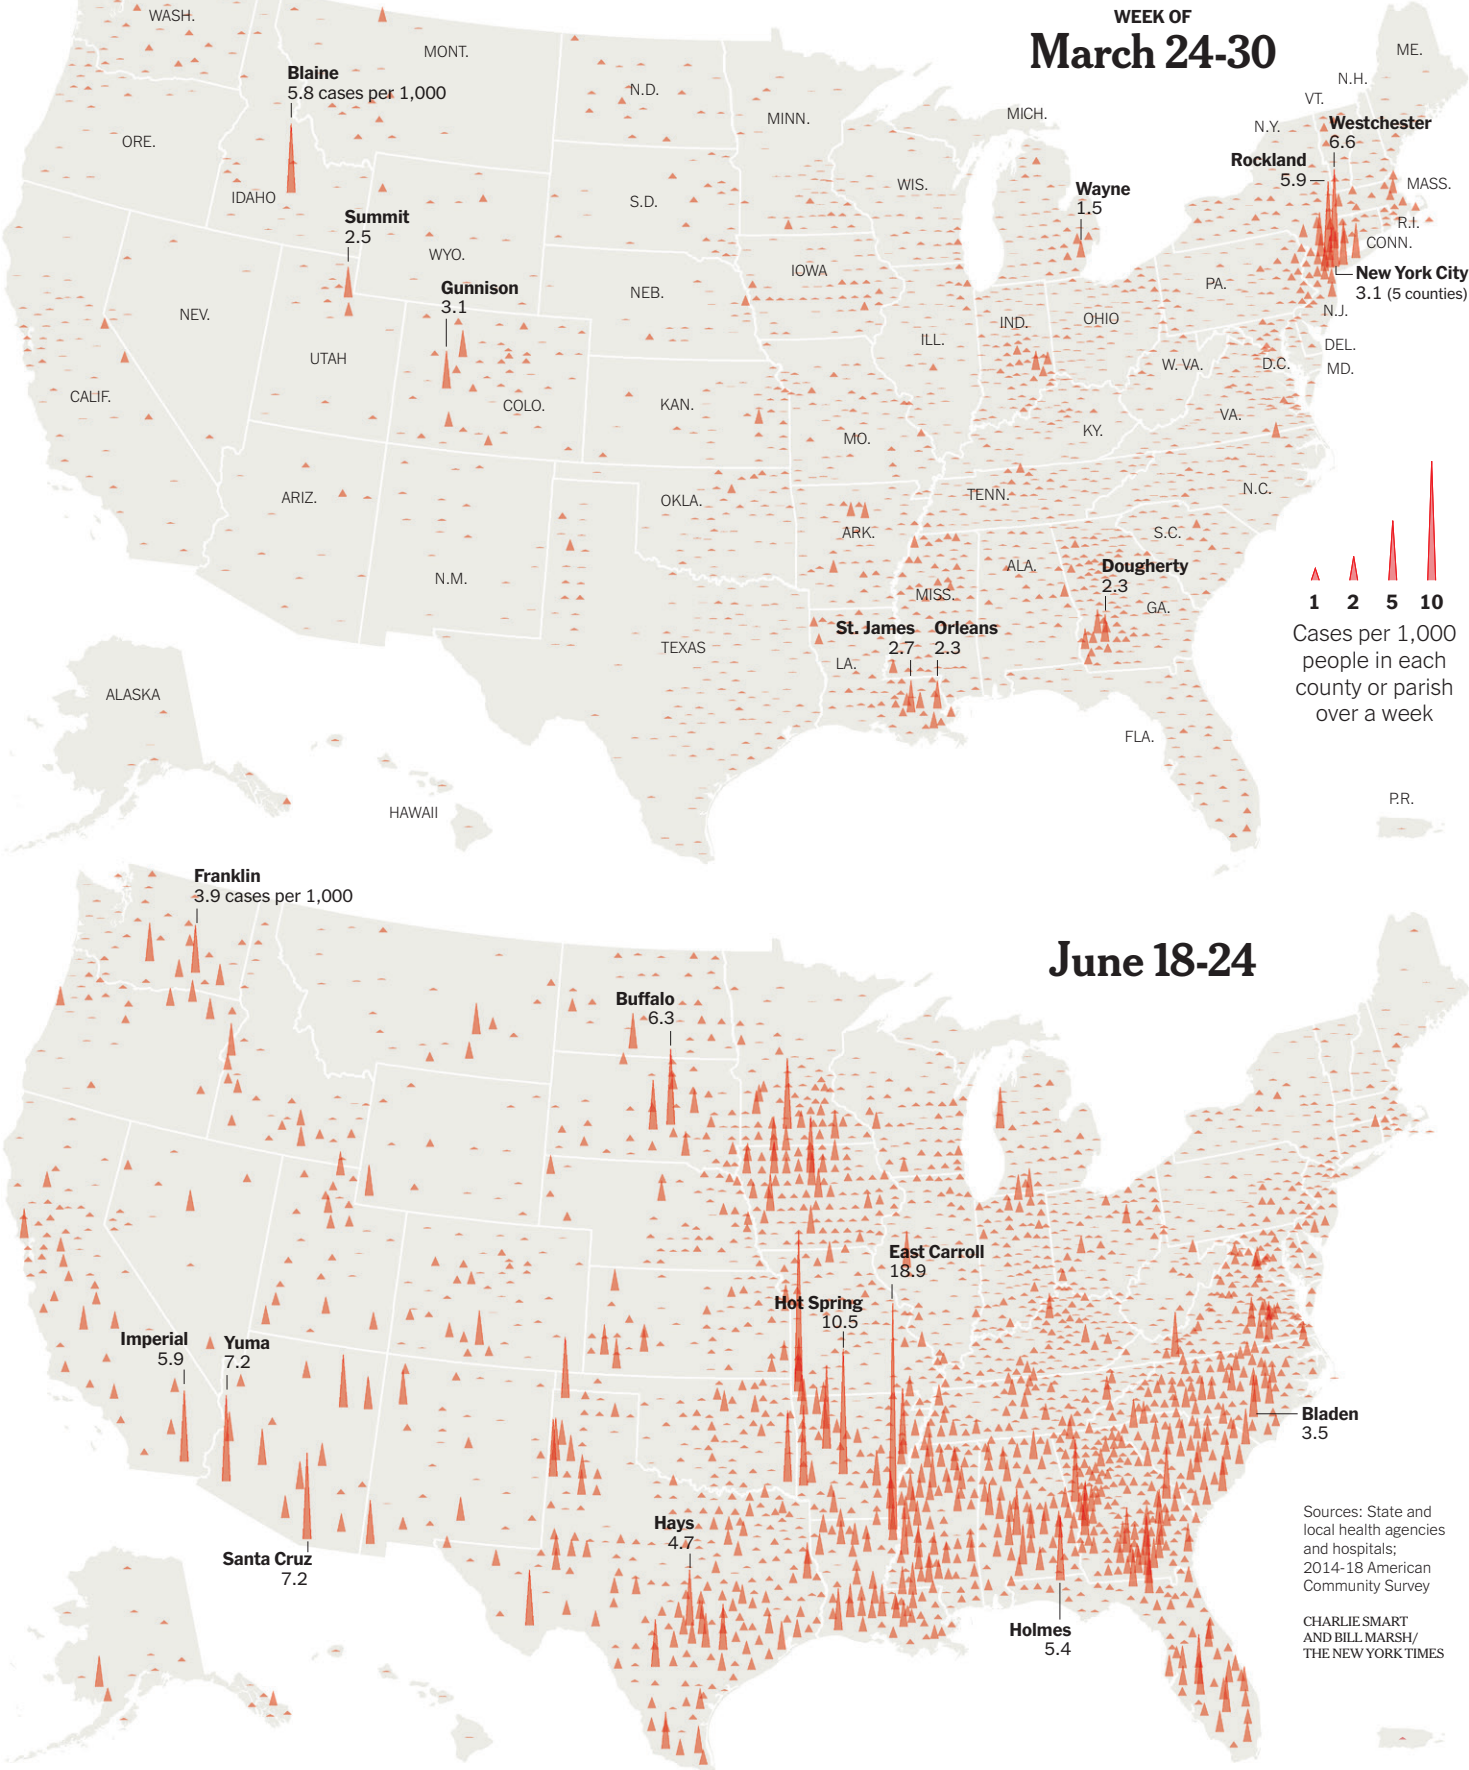 WEEK OF
March 24-30
WASH.
MONT.
ME.
Blaine
5.8 cases per 1,000
N.D.
N.H.
VT.
MINN.
MICH.
N.Y.
Westchester
6.6
ORE.
Rockland
5.9
WIS.
Wayne
1.5
MASS.
IDAHO
S.D.
Summit
2.5
R.I.
CONN.
WYO.
IOWA
New York City
3.1 (5 counties)
Gunnison
3.1
NEB.
PA.
NEV.
IND.
OHIO
N.J.
ILL.
DEL.
UTAH
W. VA.
D.C.
MD.
CALIF.
COLO.
KAN.
VA.
MO.
KY.
ARIZ.
OKLA.
TENN.
N.C.
ARK.
S.C.
N.M.
ALA.
Dougherty
2.3
MISS.
GA.
1 2 5 10
Cases per 1,000
people in each
county or parish
over a week
St. James
2.7
Orleans
2.3
TEXAS
LA.
ALASKA
FLA.
HAWAII
P.R.
Franklin
3.9 cases per 1,000
June 18-24
Buffalo
6.3
East Carroll
18.9
Hot Spring
10.5
Imperial
5.9
Yuma
7.2
Bladen
3.5
Hays
4.7
Santa Cruz
7.2
Holmes
5.4
Sources: State and
local health agencies
and hospitals;
2014-18 American
Community Survey
CHARLIE SMART
AND BILL MARSH/
THE NEW YORK TIMES